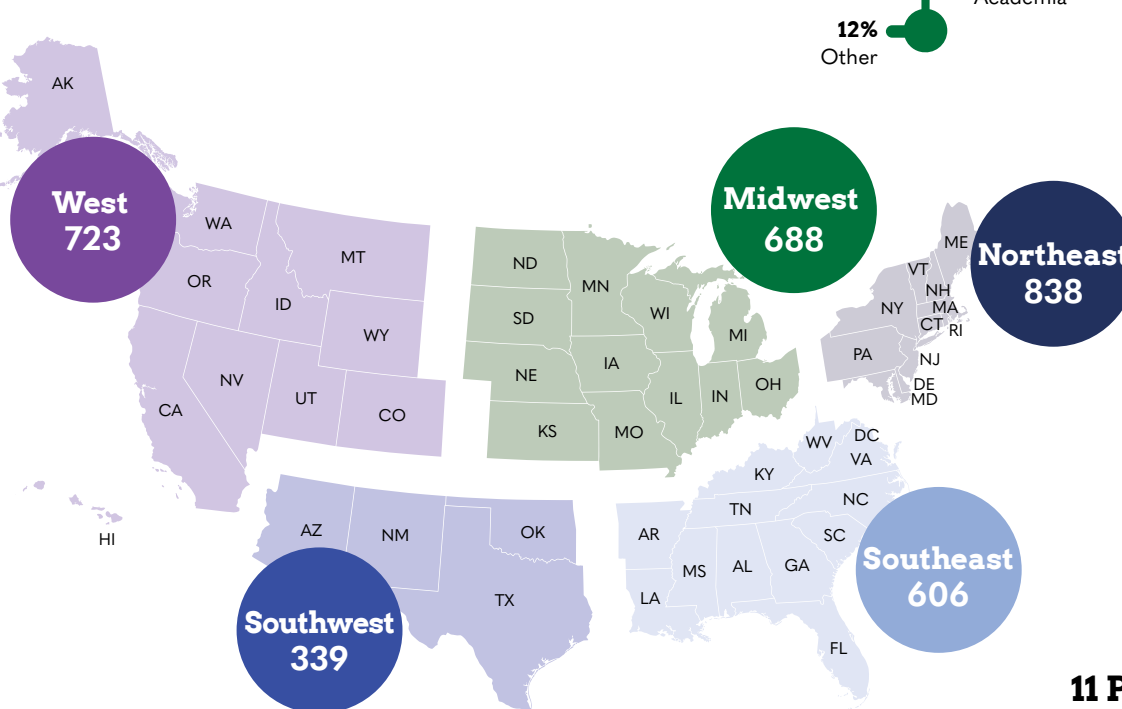 Academia
12%
Other
AK
West
723
WA
OR
ID
MT
WY
NV
UT
CO
CA
HI
Midwest
688
ND
SD
NE
KS
MN
IA
MO
WI
IL
MI
IN
OH
Northeast
838
ME
VT
NH
MA
NY
CT
RI
PA
NJ
DE
MD
Southwest
339
AZ
NM
OK
TX
Southeast
606
WV
DC
VA
KY
TN
NC
SC
AR
MS
AL
GA
LA
FL
11 P